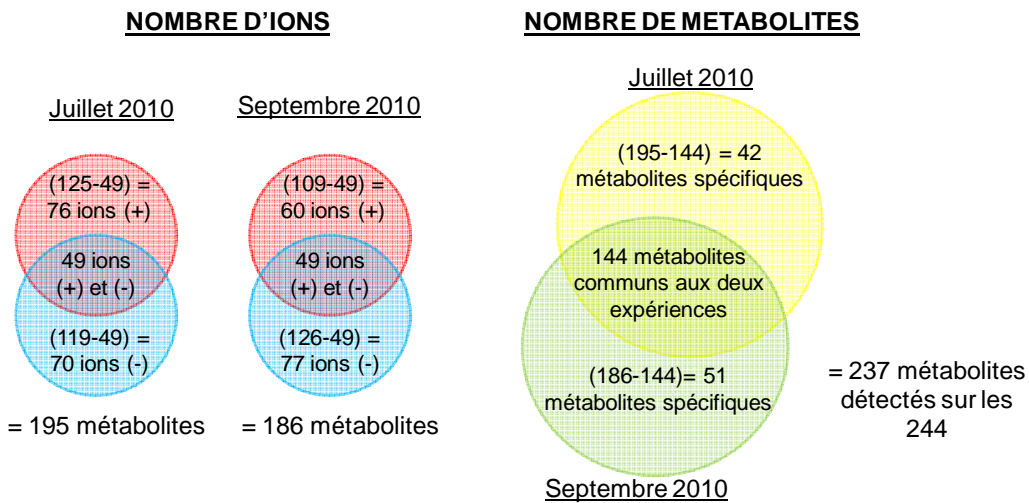 NOMBRE D'IONS
Juillet 2010
(125-49) =
76 ions (+)
49 ions
(+) et (-)
(119-49) =
70 ions (-)
= 195 métabolites
Septembre 2010
(109-49) =
60 ions (+)
49 ions
(+) et (-)
(126-49) =
77 ions (-)
= 186 métabolites
NOMBRE DE METABOLITES
Juillet 2010
(195-144) = 42
métabolites spécifiques
144 métabolites
communs aux deux
expériences
(186-144)= 51
métabolites spécifiques
Septembre 2010
= 237 métabolites
détectés sur les
244